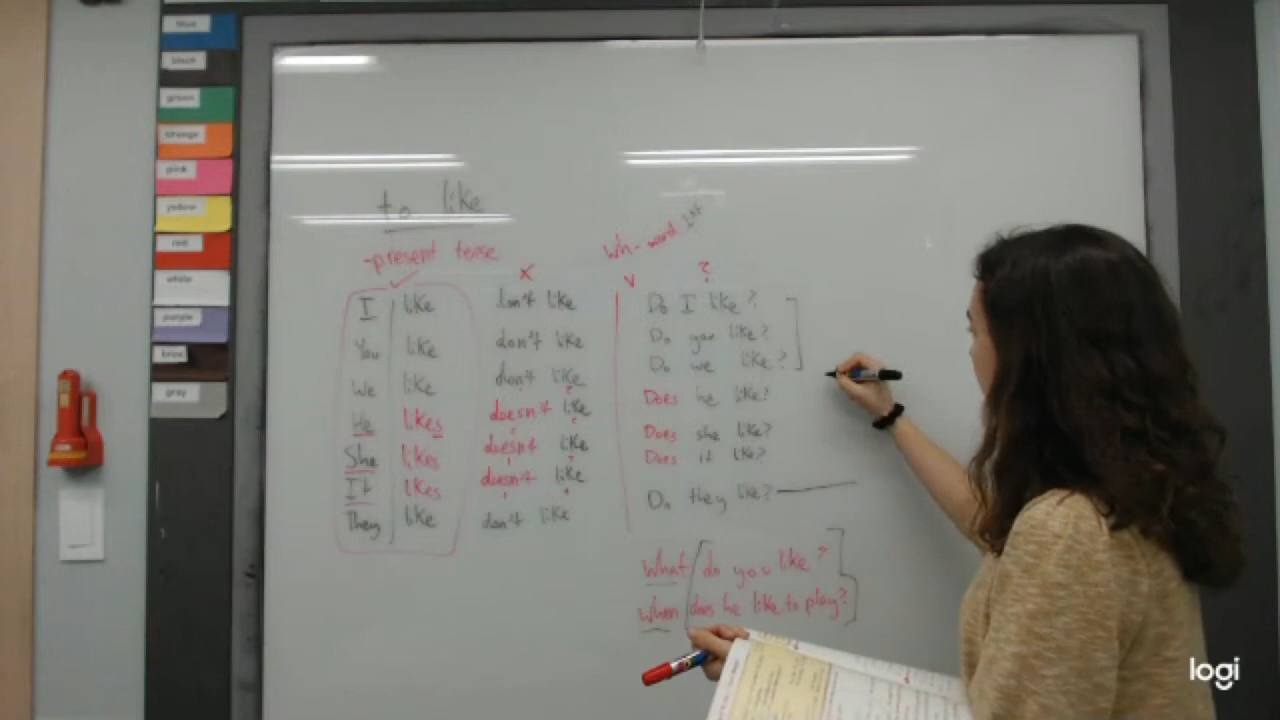 blue
black
green
orange
pink
yellow
red
white
purple
brown
gray
to like
-present tense
wh- word
x
?
I like don't like Do I like?
You like don't like Do you like?
We like don't like Do we like?
He likes doesn't like Does he like?
She likes doesn't like Does she like?
It likes doesn't like Does it like?
They like don't like Do they like?
What do you like?
When does he like to play?
logi